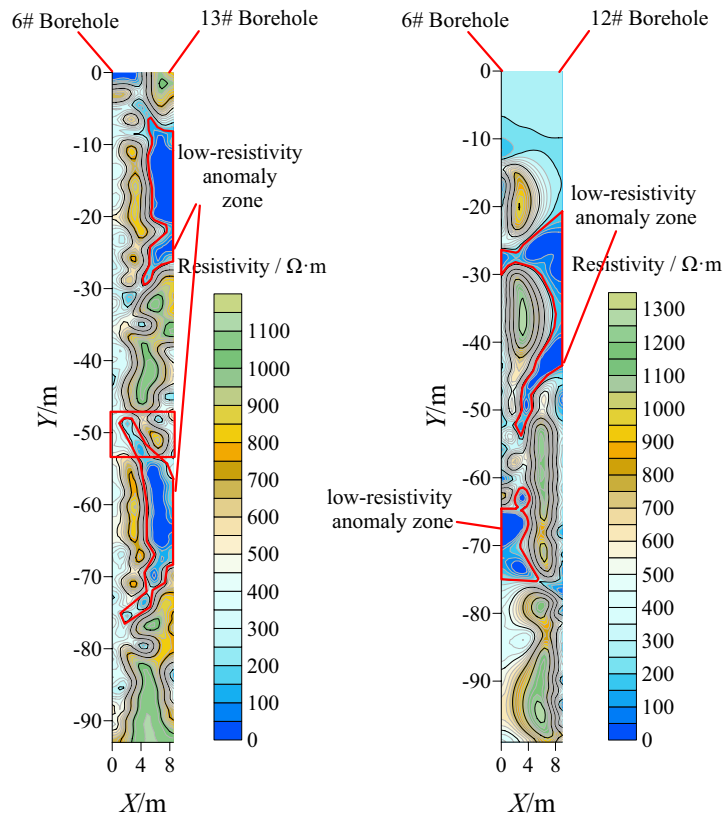 6# Borehole
13# Borehole
0
-10
-20
-30
-40
-50
-60
-70
-80
-90
Y/m
0 4 8
X/m
low-resistivity
anomaly
zone
Resistivity / Ω·m
1100
1000
900
800
700
600
500
400
300
200
100
0
6# Borehole
12# Borehole
0
-10
-20
-30
-40
-50
-60
-70
-80
-90
Y/m
0 4 8
X/m
low-resistivity
anomaly zone
Resistivity / Ω·m
1300
1200
1100
1000
900
800
700
600
500
400
300
200
100
0
low-resistivity
anomaly zone